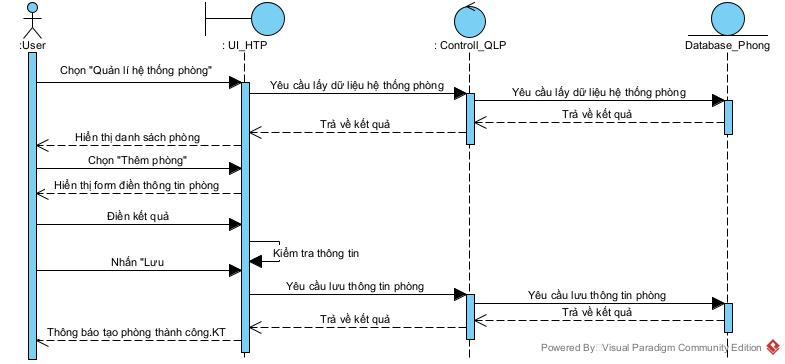 :User
: UI_HTP
: Controll_QLP
Database_Phong
Chọn "Quản lí hệ thống phòng"
Yêu cầu lấy dữ liệu hệ thống phòng
Yêu cầu lấy dữ liệu hệ thống phòng
Trả về kết quả
Trả về kết quả
Hiển thị danh sách phòng
Chọn "Thêm phòng"
Hiển thị form điền thông tin phòng
Điền kết quả
Kiểm tra thông tin
Nhấn "Lưu
Yêu cầu lưu thông tin phòng
Yêu cầu lưu thông tin phòng
Trả về kết quả
Trả về kết quả
Thông báo tạo phòng thành công.KT
Powered By Visual Paradigm Community Edition